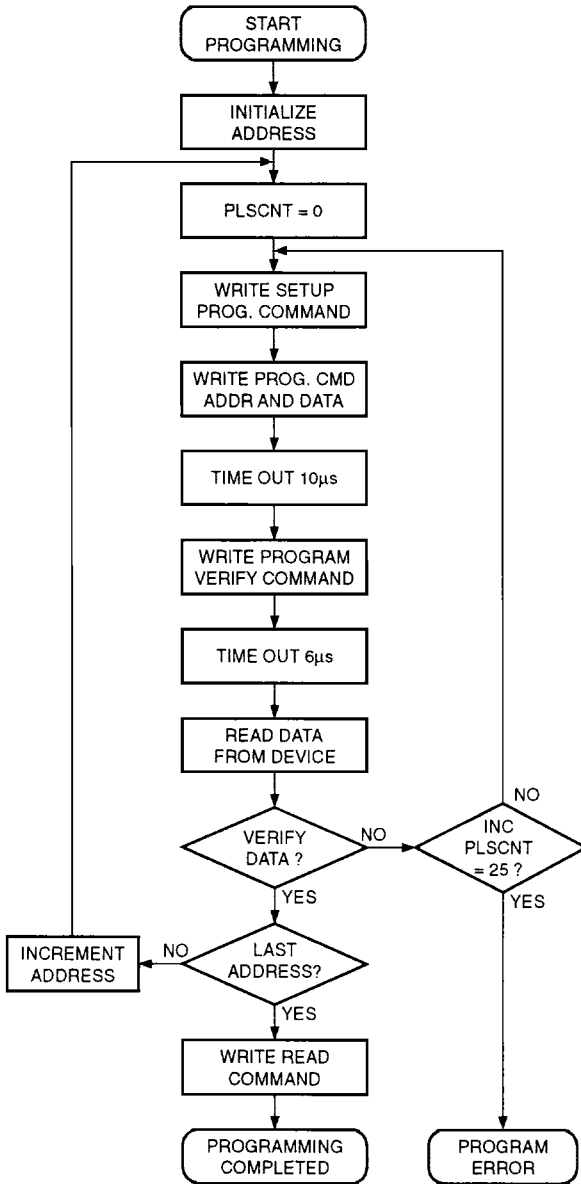 START
PROGRAMMING
INITIALIZE
ADDRESS
PLSCNT = 0
WRITE SETUP
PROG. COMMAND
WRITE PROG. CMD
ADDR AND DATA
TIME OUT 10µs
WRITE PROGRAM
VERIFY COMMAND
TIME OUT 6µs
READ DATA
FROM DEVICE
VERIFY
DATA ?
NO
YES
INC
PLSCNT
= 25 ?
NO
YES
LAST
ADDRESS?
NO
YES
INCREMENT
ADDRESS
WRITE READ
COMMAND
PROGRAMMING
COMPLETED
PROGRAM
ERROR